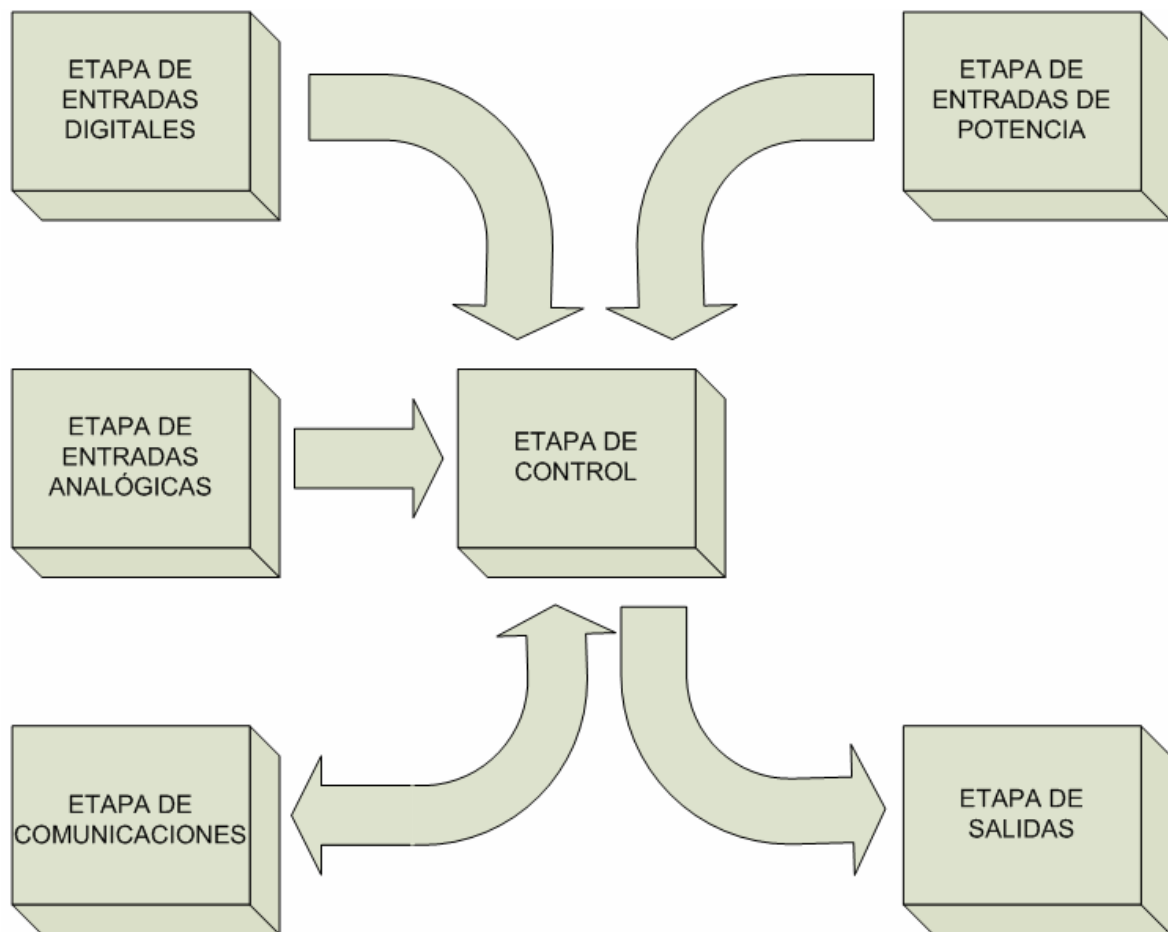 ETAPA DE
ENTRADAS
DIGITALES
ETAPA DE
ENTRADAS DE
POTENCIA
ETAPA DE
ENTRADAS
ANALÓGICAS
ETAPA DE
CONTROL
ETAPA DE
COMUNICACIONES
ETAPA DE
SALIDAS